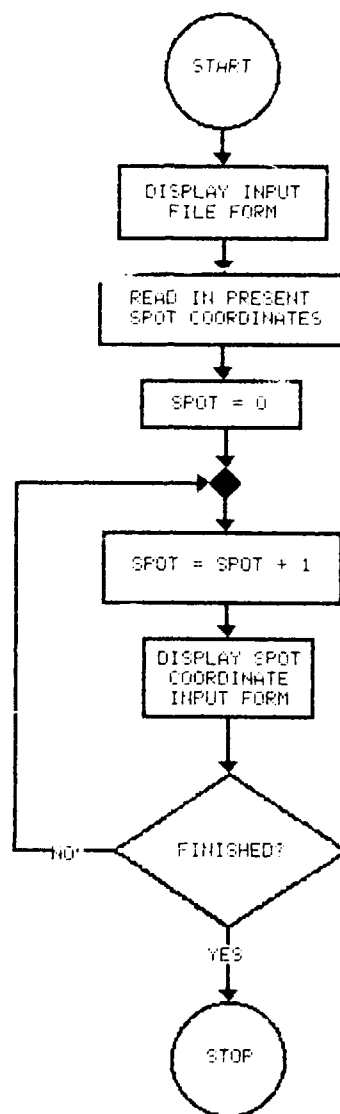 START
DISPLAY INPUT
FILE FORM
READ IN PRESENT
SPOT COORDINATES
SPOT = 0
SPOT = SPOT + 1
DISPLAY SPOT
COORDINATE
INPUT FORM
FINISHED?
NO
YES
STOP